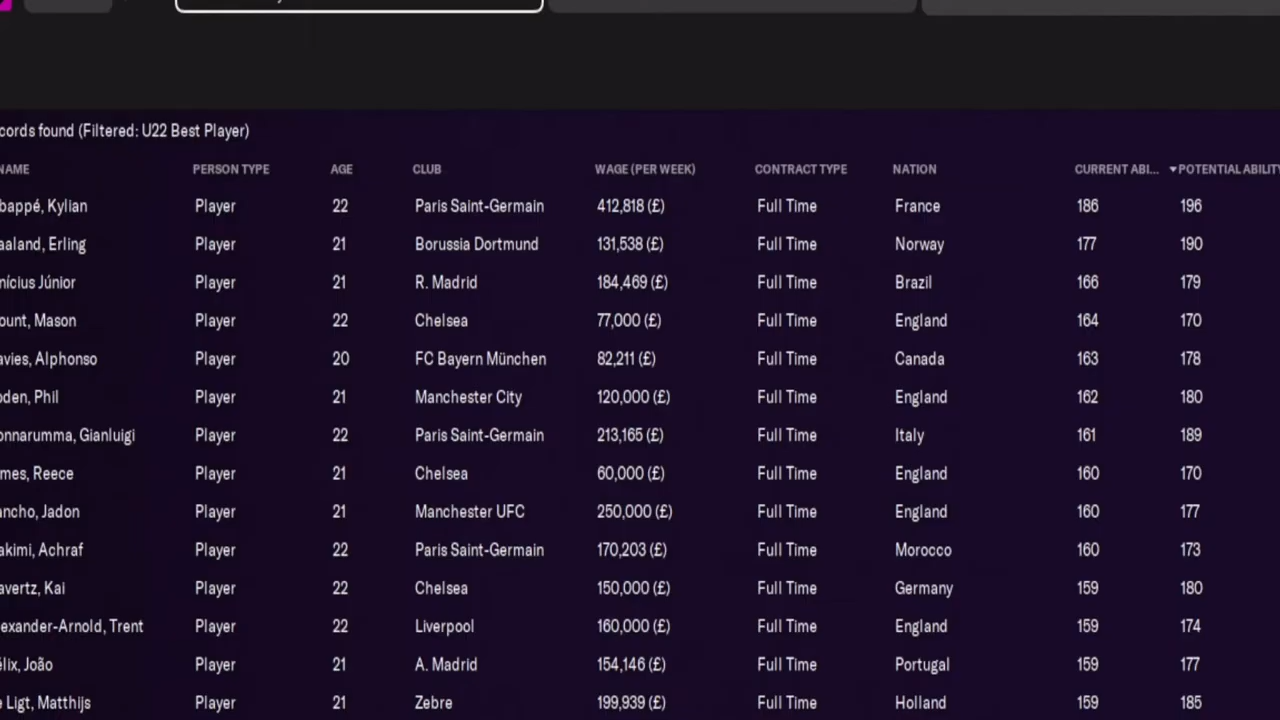 cords found (Filtered: U22 Best Player)
NAME PERSON TYPE AGE CLUB WAGE (PER WEEK) CONTRACT TYPE NATION CURRENT ABI... POTENTIAL ABILITY
bappé, Kylian Player 22 Paris Saint-Germain 412,818 (£) Full Time France 186 196
aaland, Erling Player 21 Borussia Dortmund 131,538 (£) Full Time Norway 177 190
nícius Júnior Player 21 R. Madrid 184,469 (£) Full Time Brazil 166 179
ount, Mason Player 22 Chelsea 77,000 (£) Full Time England 164 170
avies, Alphonso Player 20 FC Bayern München 82,211 (£) Full Time Canada 163 178
oden, Phil Player 21 Manchester City 120,000 (£) Full Time England 162 180
onnarumma, Gianluigi Player 22 Paris Saint-Germain 213,165 (£) Full Time Italy 161 189
mes, Reece Player 21 Chelsea 60,000 (£) Full Time England 160 170
ancho, Jadon Player 21 Manchester UFC 250,000 (£) Full Time England 160 177
akimi, Achraf Player 22 Paris Saint-Germain 170,203 (£) Full Time Morocco 160 173
avertz, Kai Player 22 Chelsea 150,000 (£) Full Time Germany 159 180
exander-Arnold, Trent Player 22 Liverpool 160,000 (£) Full Time England 159 174
élix, João Player 21 A. Madrid 154,146 (£) Full Time Portugal 159 177
e Ligt, Matthijs Player 21 Zebre 199,939 (£) Full Time Holland 159 185